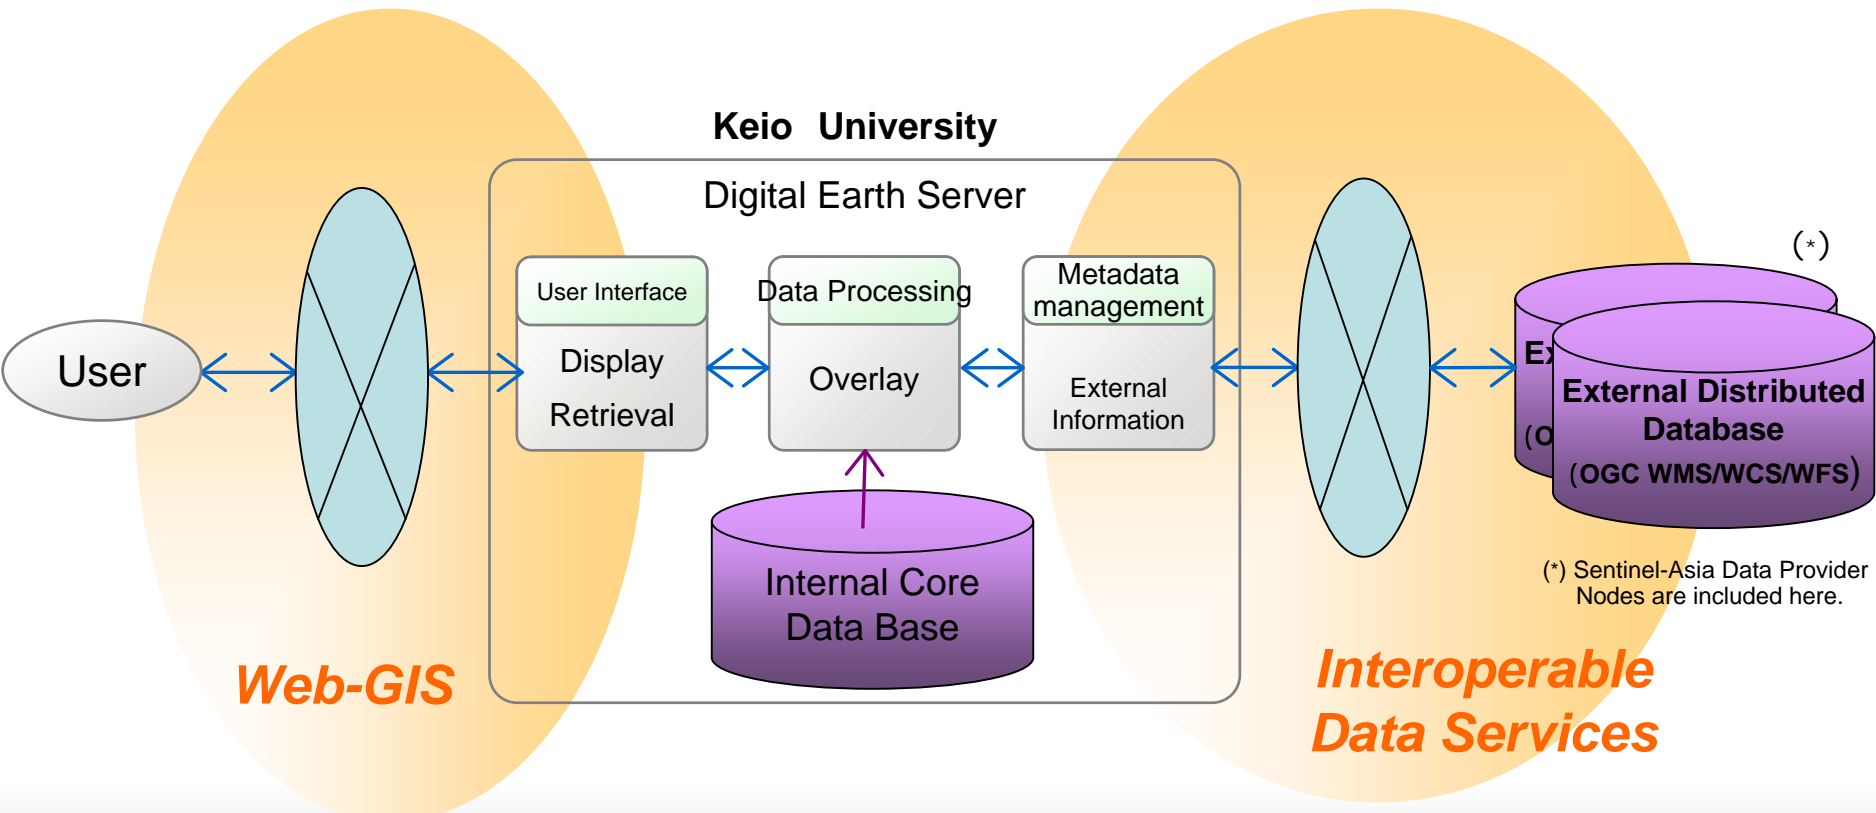 Keio University
Digital Earth Server
User
User Interface
Display
Retrieval
Data Processing
Overlay
Metadata
management
External
Information
Internal Core
Data Base
(*)
Ex
(O
External Distributed
Database
(OGC WMS/WCS/WFS)
(*) Sentinel-Asia Data Provider
Nodes are included here.
Web-GIS
Interoperable
Data Services